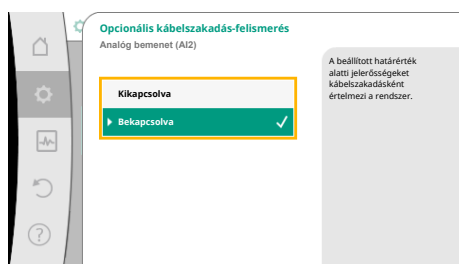 Opcionális kábelszakadás-felismerés
Analóg bemenet (AI2)
Kikapcsolva
Bekapcsolva
A beállított határérték
alatti jelerősségeket
kábelszakadásként
értelmezi a rendszer.